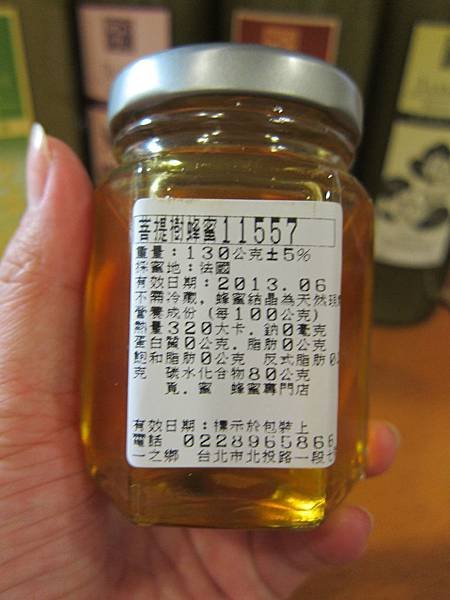 菩提樹蜂蜜11557
重量：130公克±5%
採蜜地：法國
有效日期：2013.06
不需冷藏，蜂蜜結晶為天然現
營養成份（每100公克）
熱量320大卡．鈉0毫克
蛋白質0公克．脂肪0公克
飽和脂肪0公克 反式脂肪0
克 碳水化合物80公克
覓．蜜 蜂蜜專門店
有效日期：標示於包裝上
電話 0228965866
一之鄉 台北市北投路一段七